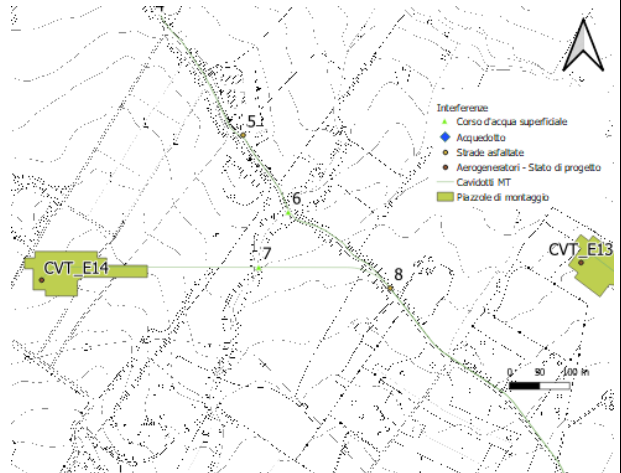 5
Interferenze
Corso d'acqua superficiale
Acquedotto
Strade asfaltate
Aerogeneratori - Stato di progetto
Cavidotti MT
Piazzole di montaggio
6
7
CVT_E13
CVT_E14
8
0 50 100 m